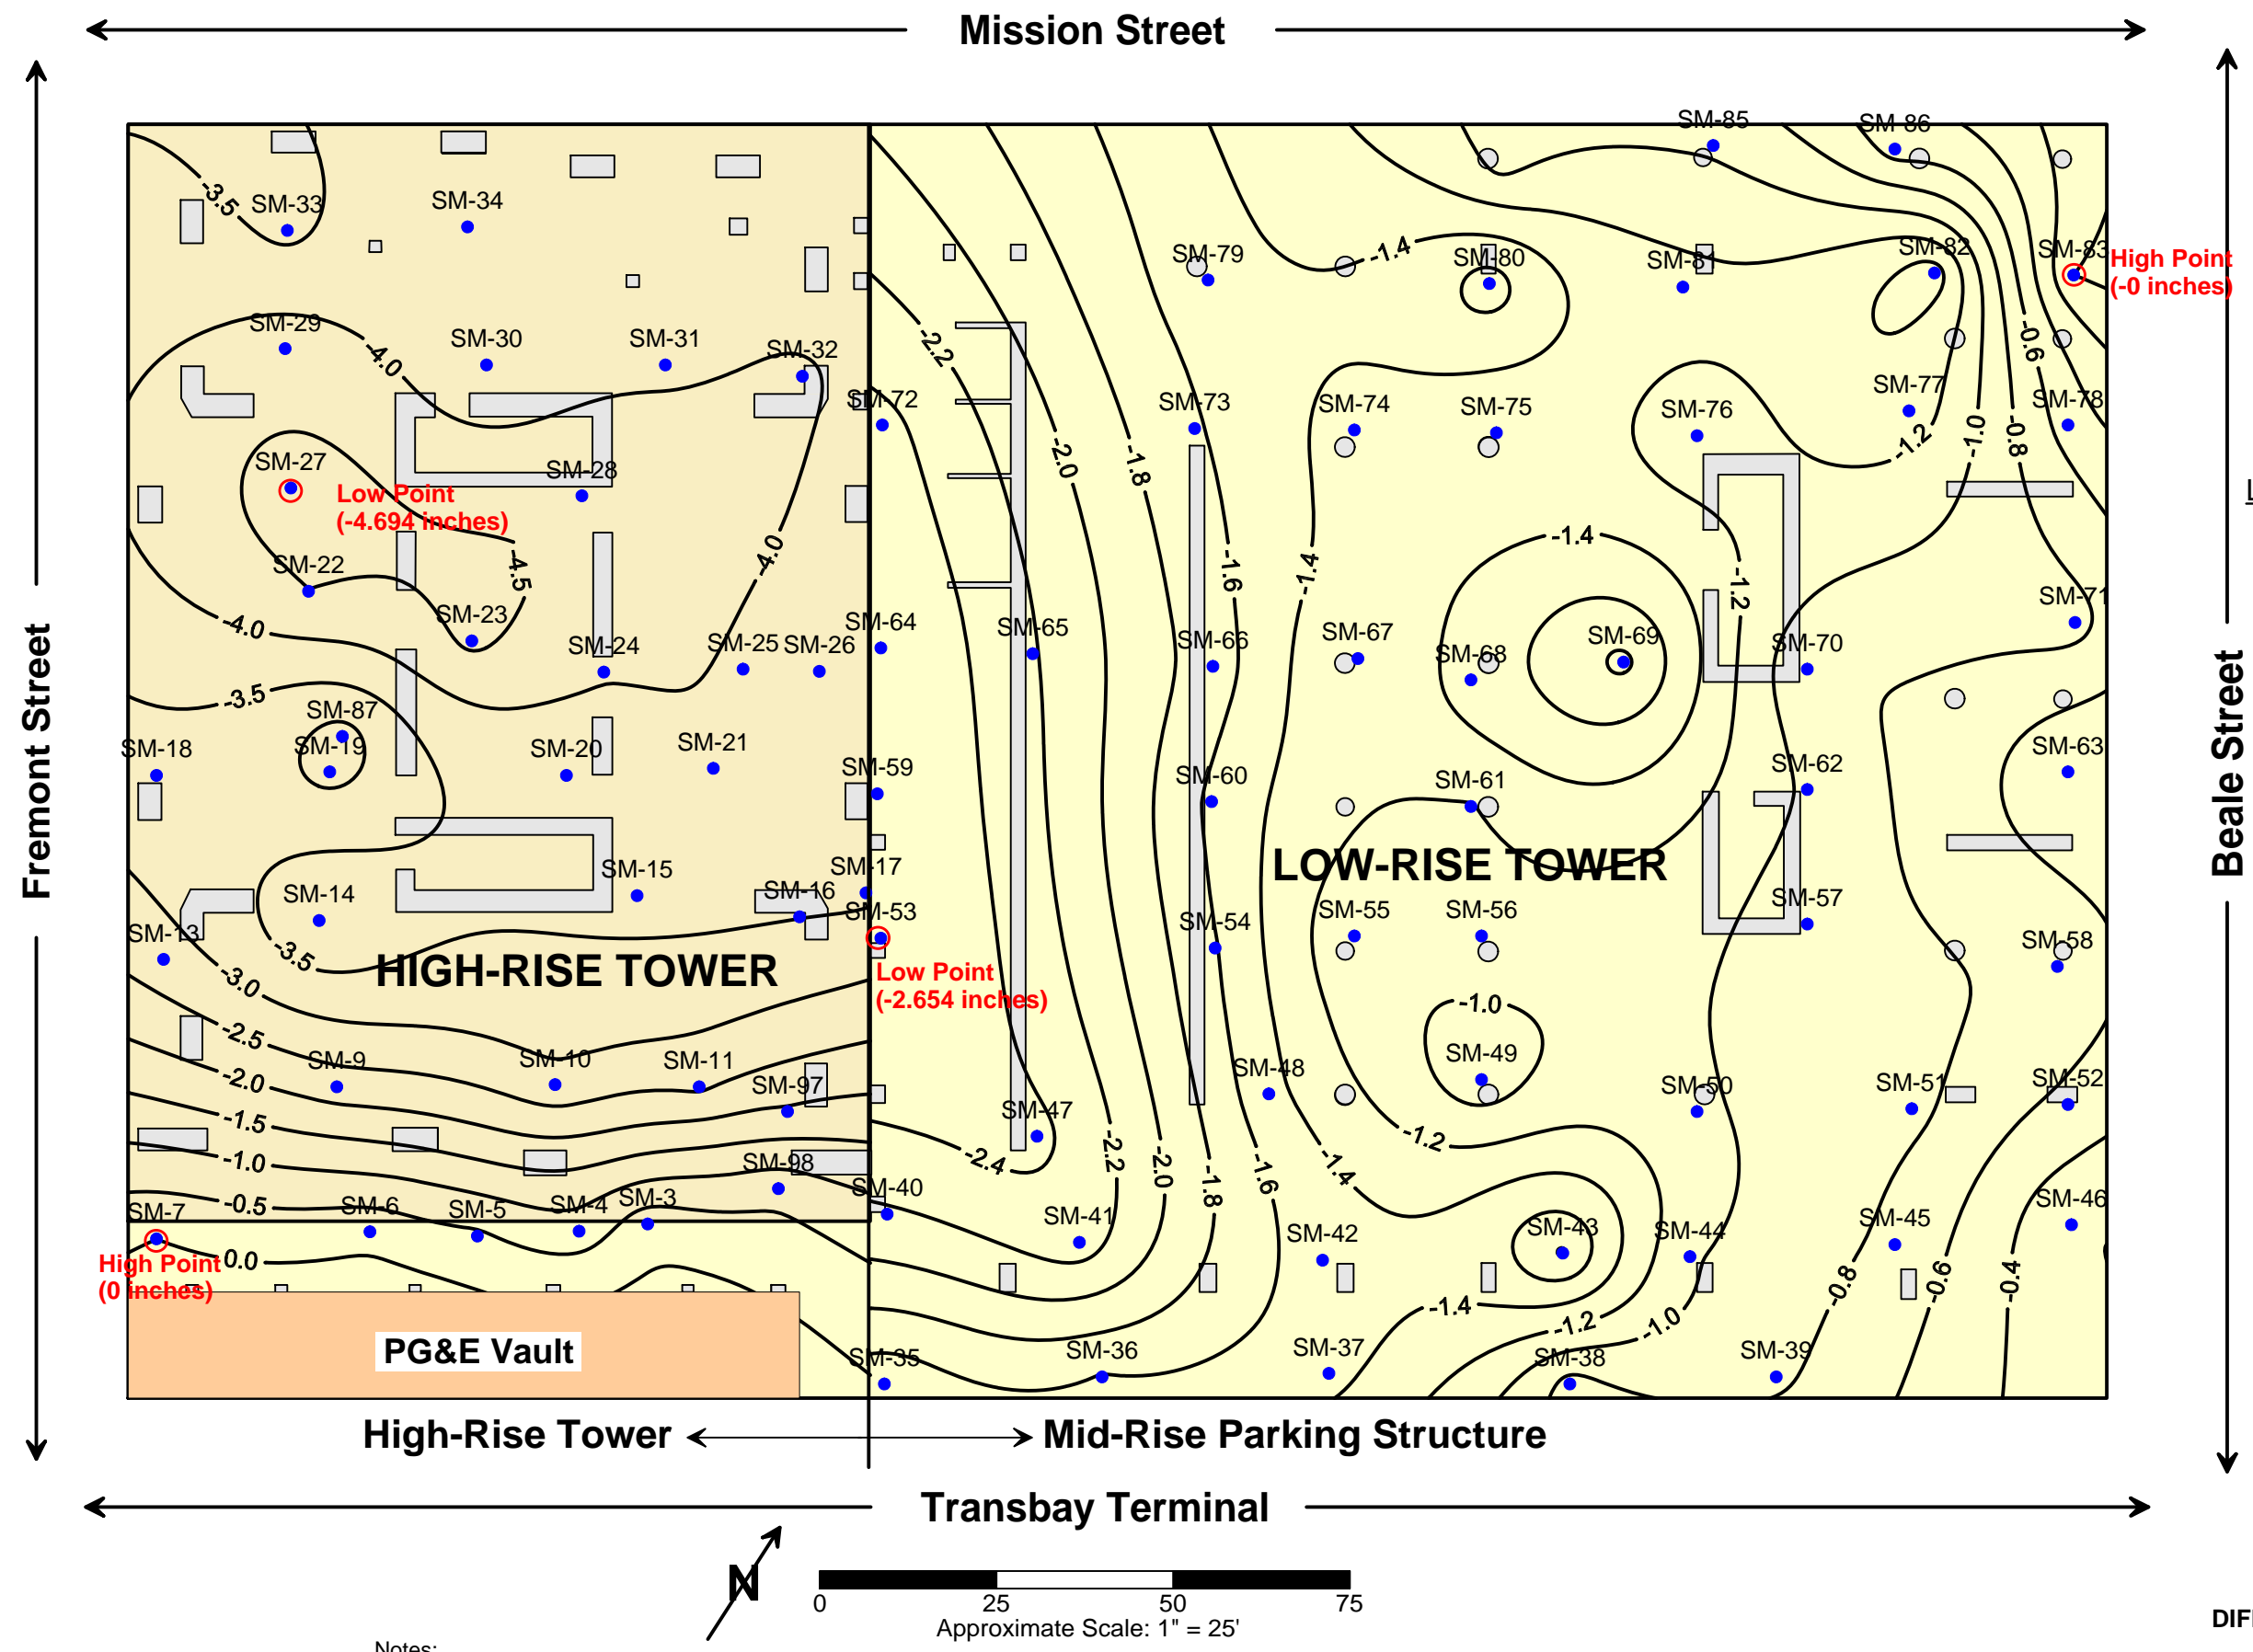 Mission Street
SM-85
SM-86
-3.5
SM-33
SM-34
SM-79
-1.4
SM-80
SM-81
SM-82
SM-83
High Point
(-0 inches)
SM-29
-4.0
SM-30
SM-31
SM-32
-2.2
-0.6
SM-72
SM-73
SM-74
SM-75
SM-76
SM-77
SM-78
-2.0
-1.8
-1.2
-1.0
-0.8
SM-27
Low Point
(-4.694 inches)
SM-28
-4.5
-4.0
-1.6
-1.4
-1.4
-1.2
SM-22
SM-23
-4.0
SM-24
SM-25
SM-26
SM-64
SM-65
SM-66
SM-67
SM-68
SM-69
SM-70
SM-71
-3.5
SM-87
SM-18
SM-19
SM-20
SM-21
SM-59
SM-60
SM-61
SM-62
SM-63
Fremont Street
Beale Street
LOW-RISE TOWER
SM-14
SM-15
SM-16
SM-17
SM-13
SM-53
SM-54
SM-55
SM-56
SM-57
SM-58
-3.5
-3.0
HIGH-RISE TOWER
Low Point
(-2.654 inches)
-1.0
-2.5
SM-9
SM-10
SM-11
SM-97
SM-48
SM-49
SM-50
SM-51
SM-52
-2.0
-1.5
SM-47
-1.2
-1.0
-2.4
-2.2
-2.0
-1.8
-1.6
-1.4
SM-98
-0.5
SM-7
SM-6
SM-5
SM-4
SM-3
SM-40
SM-41
SM-42
SM-43
SM-44
SM-45
SM-46
0.0
High Point
(0 inches)
-1.4
-1.2
-1.0
-0.8
-0.6
-0.4
PG&E Vault
SM-35
SM-36
SM-37
SM-38
SM-39
High-Rise Tower
Mid-Rise Parking Structure
Transbay Terminal
N
0 25 50 75
Approximate Scale: 1" = 25'
Notes: